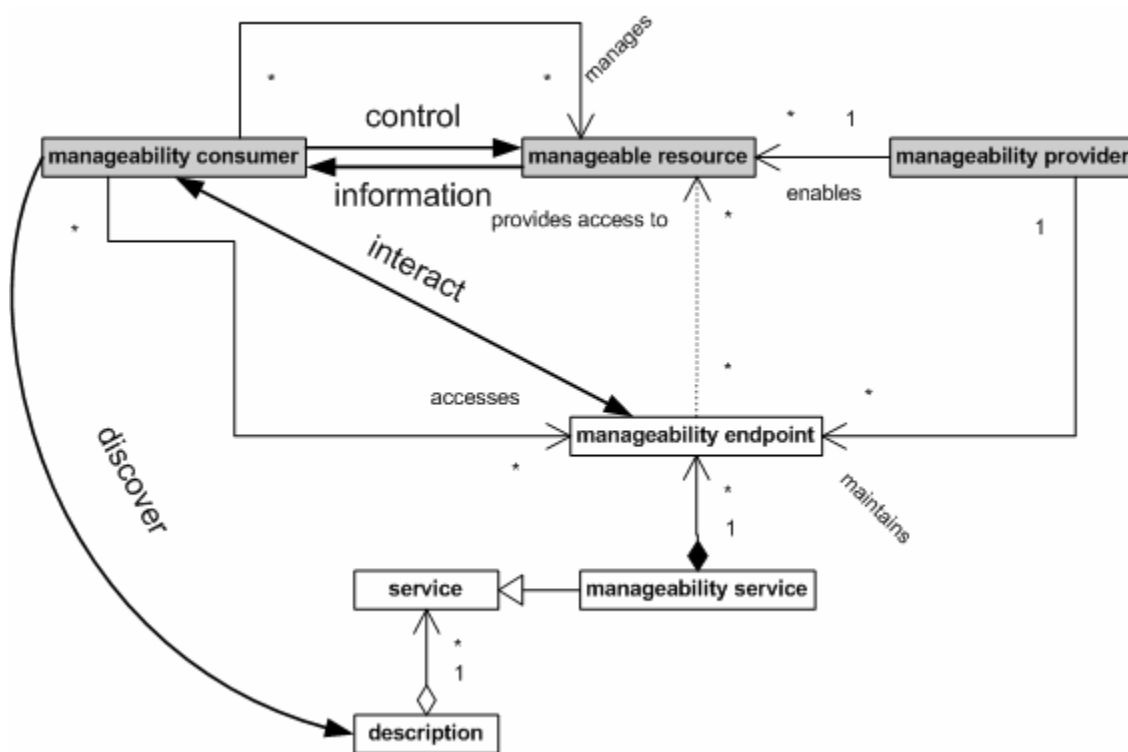 manages
*
*
control
*
1
manageability consumer
manageable resource
manageability provider
information
enables
provides access to
*
*
1
interact
*
*
accesses
manageability endpoint
*
*
maintains
discover
1
service
manageability service
*
1
description